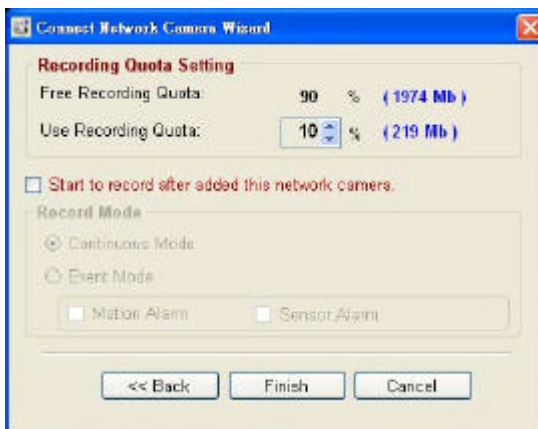 Connect Network Camera Wizard
Recording Quota Setting
Free Recording Quota: 90 % ( 1974 Mb )
Use Recording Quota: 10 % (219 Mb )
Start to record after added this network camera.
Record Mode
Continuous Mode
Event Mode
Motion Alarm Sensor Alarm
<< Back Finish Cancel